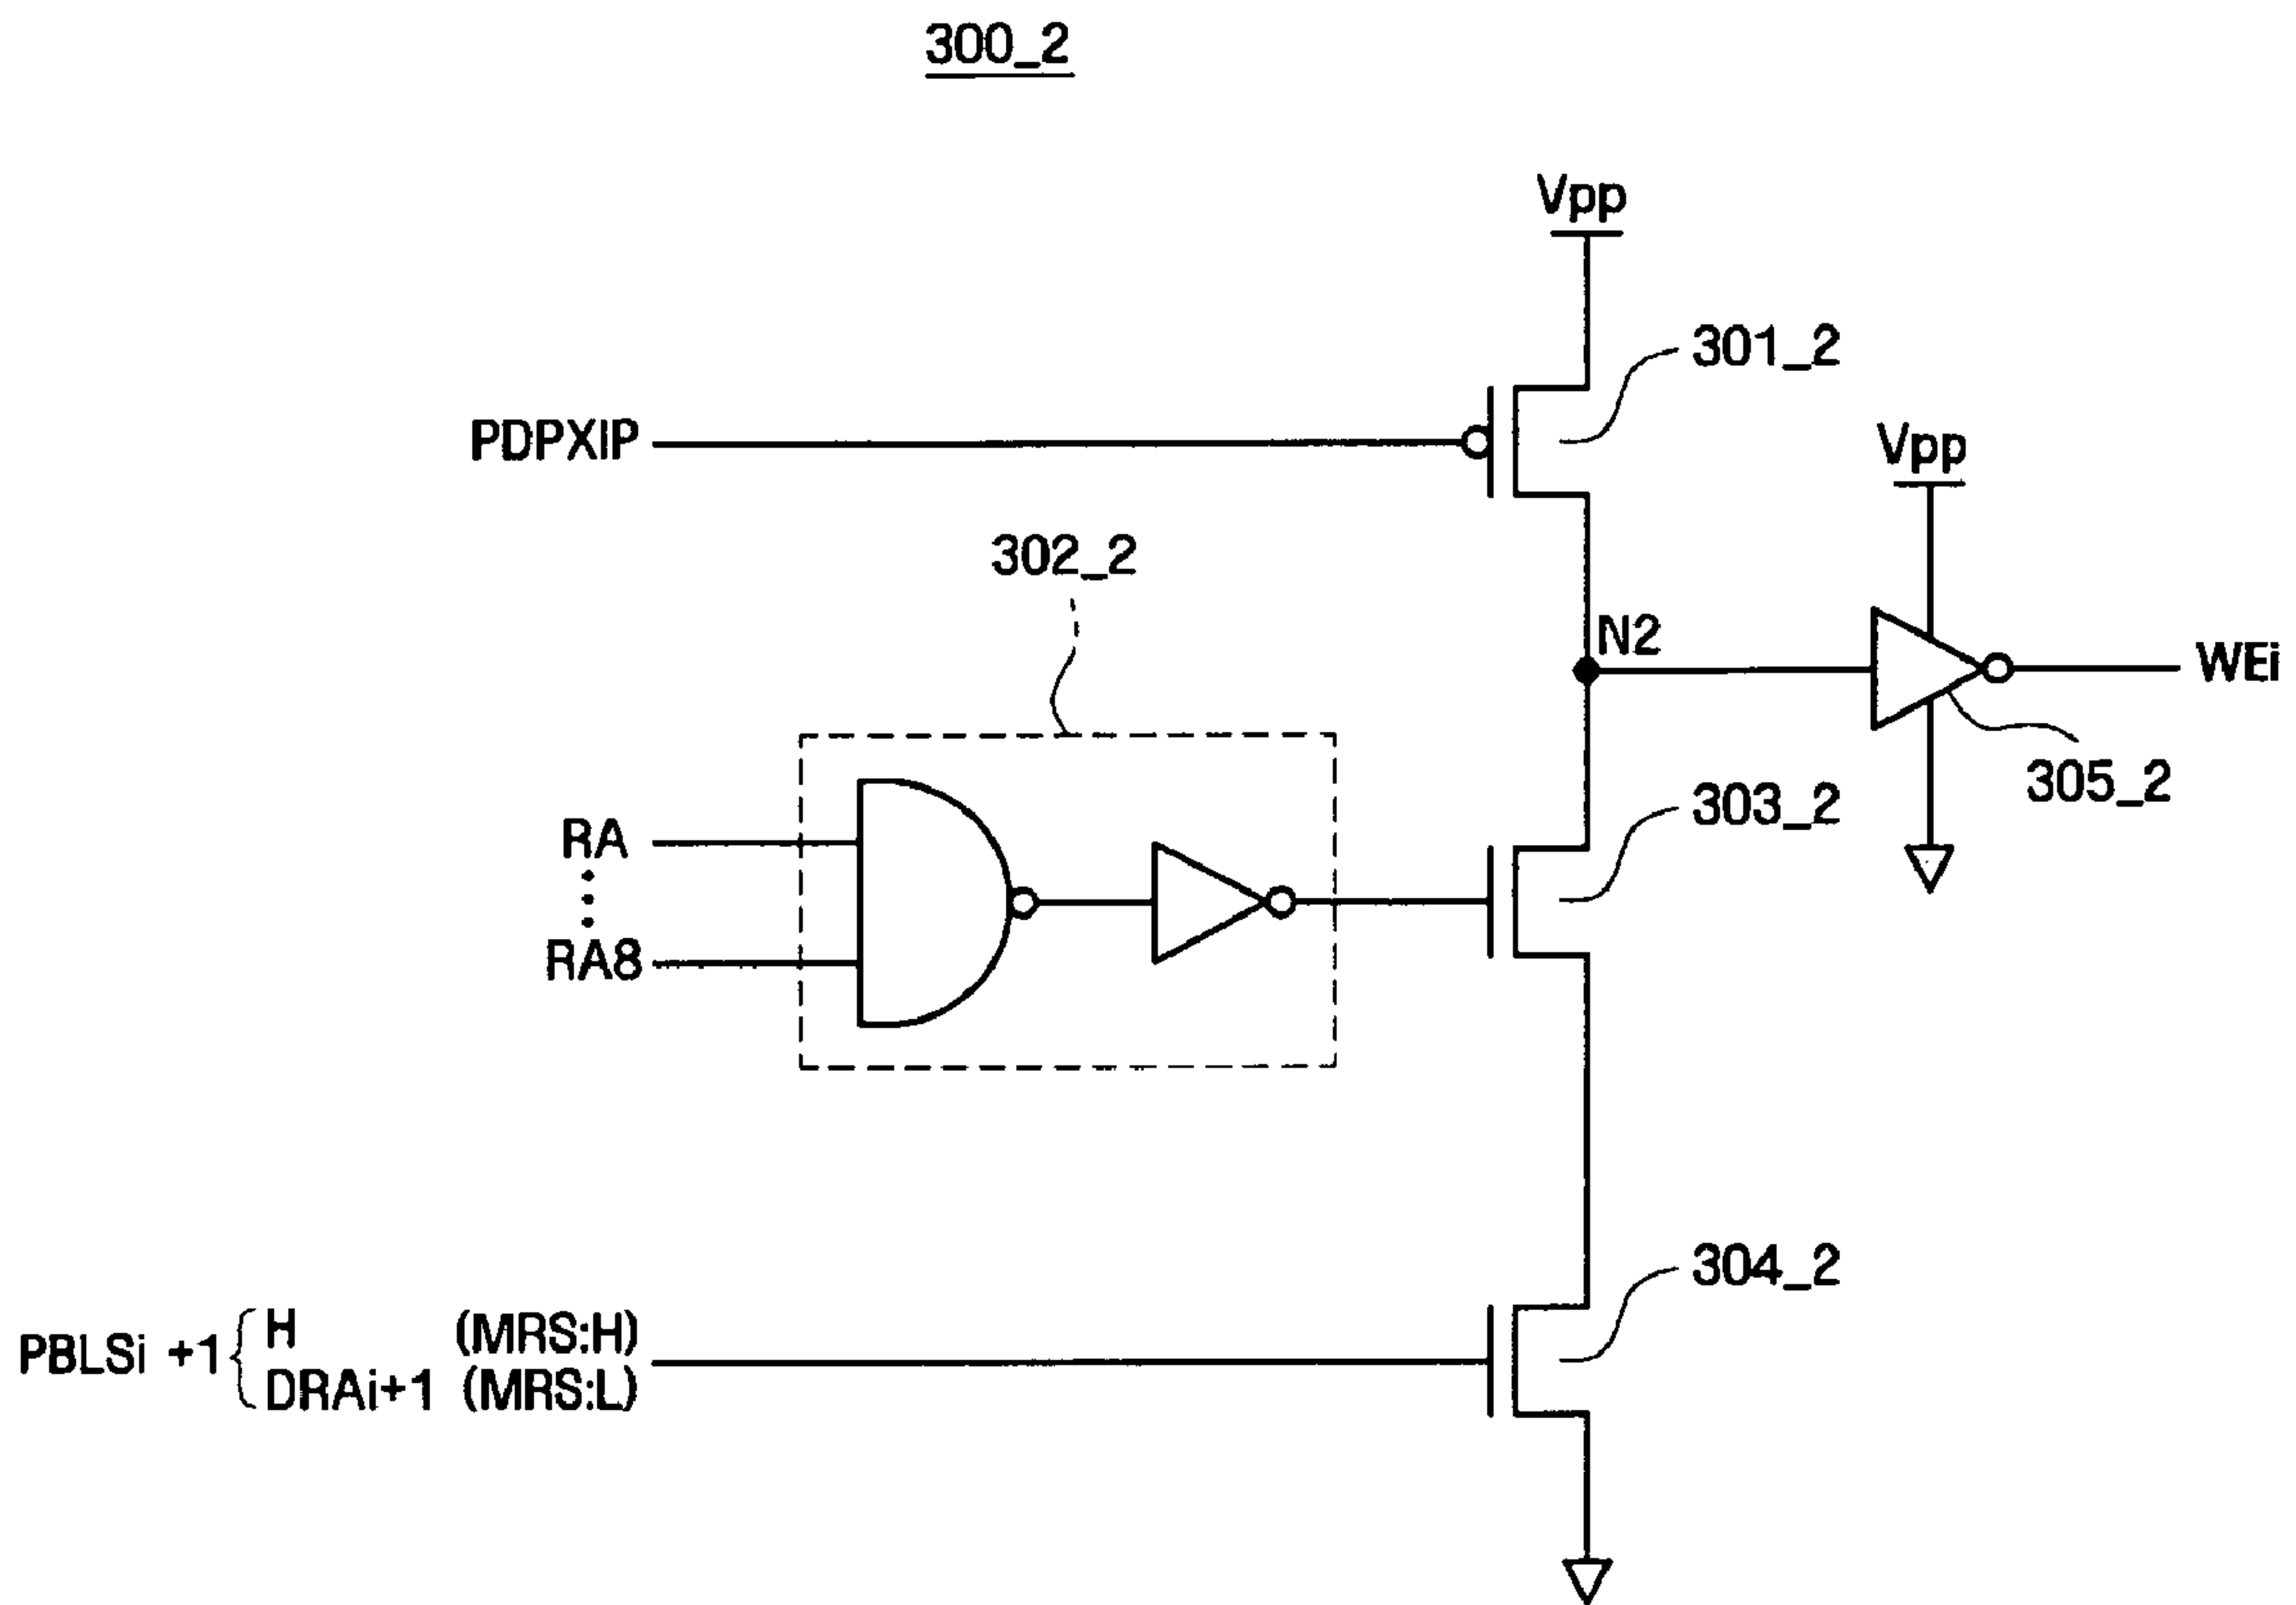 300_2
Vpp
301_2
PDPXIP
Vpp
302_2
N2
WEi
305_2
303_2
RA
RA8
304_2
PBLSi +1 { H (MRS:H)
DRAi+1 (MRS:L)